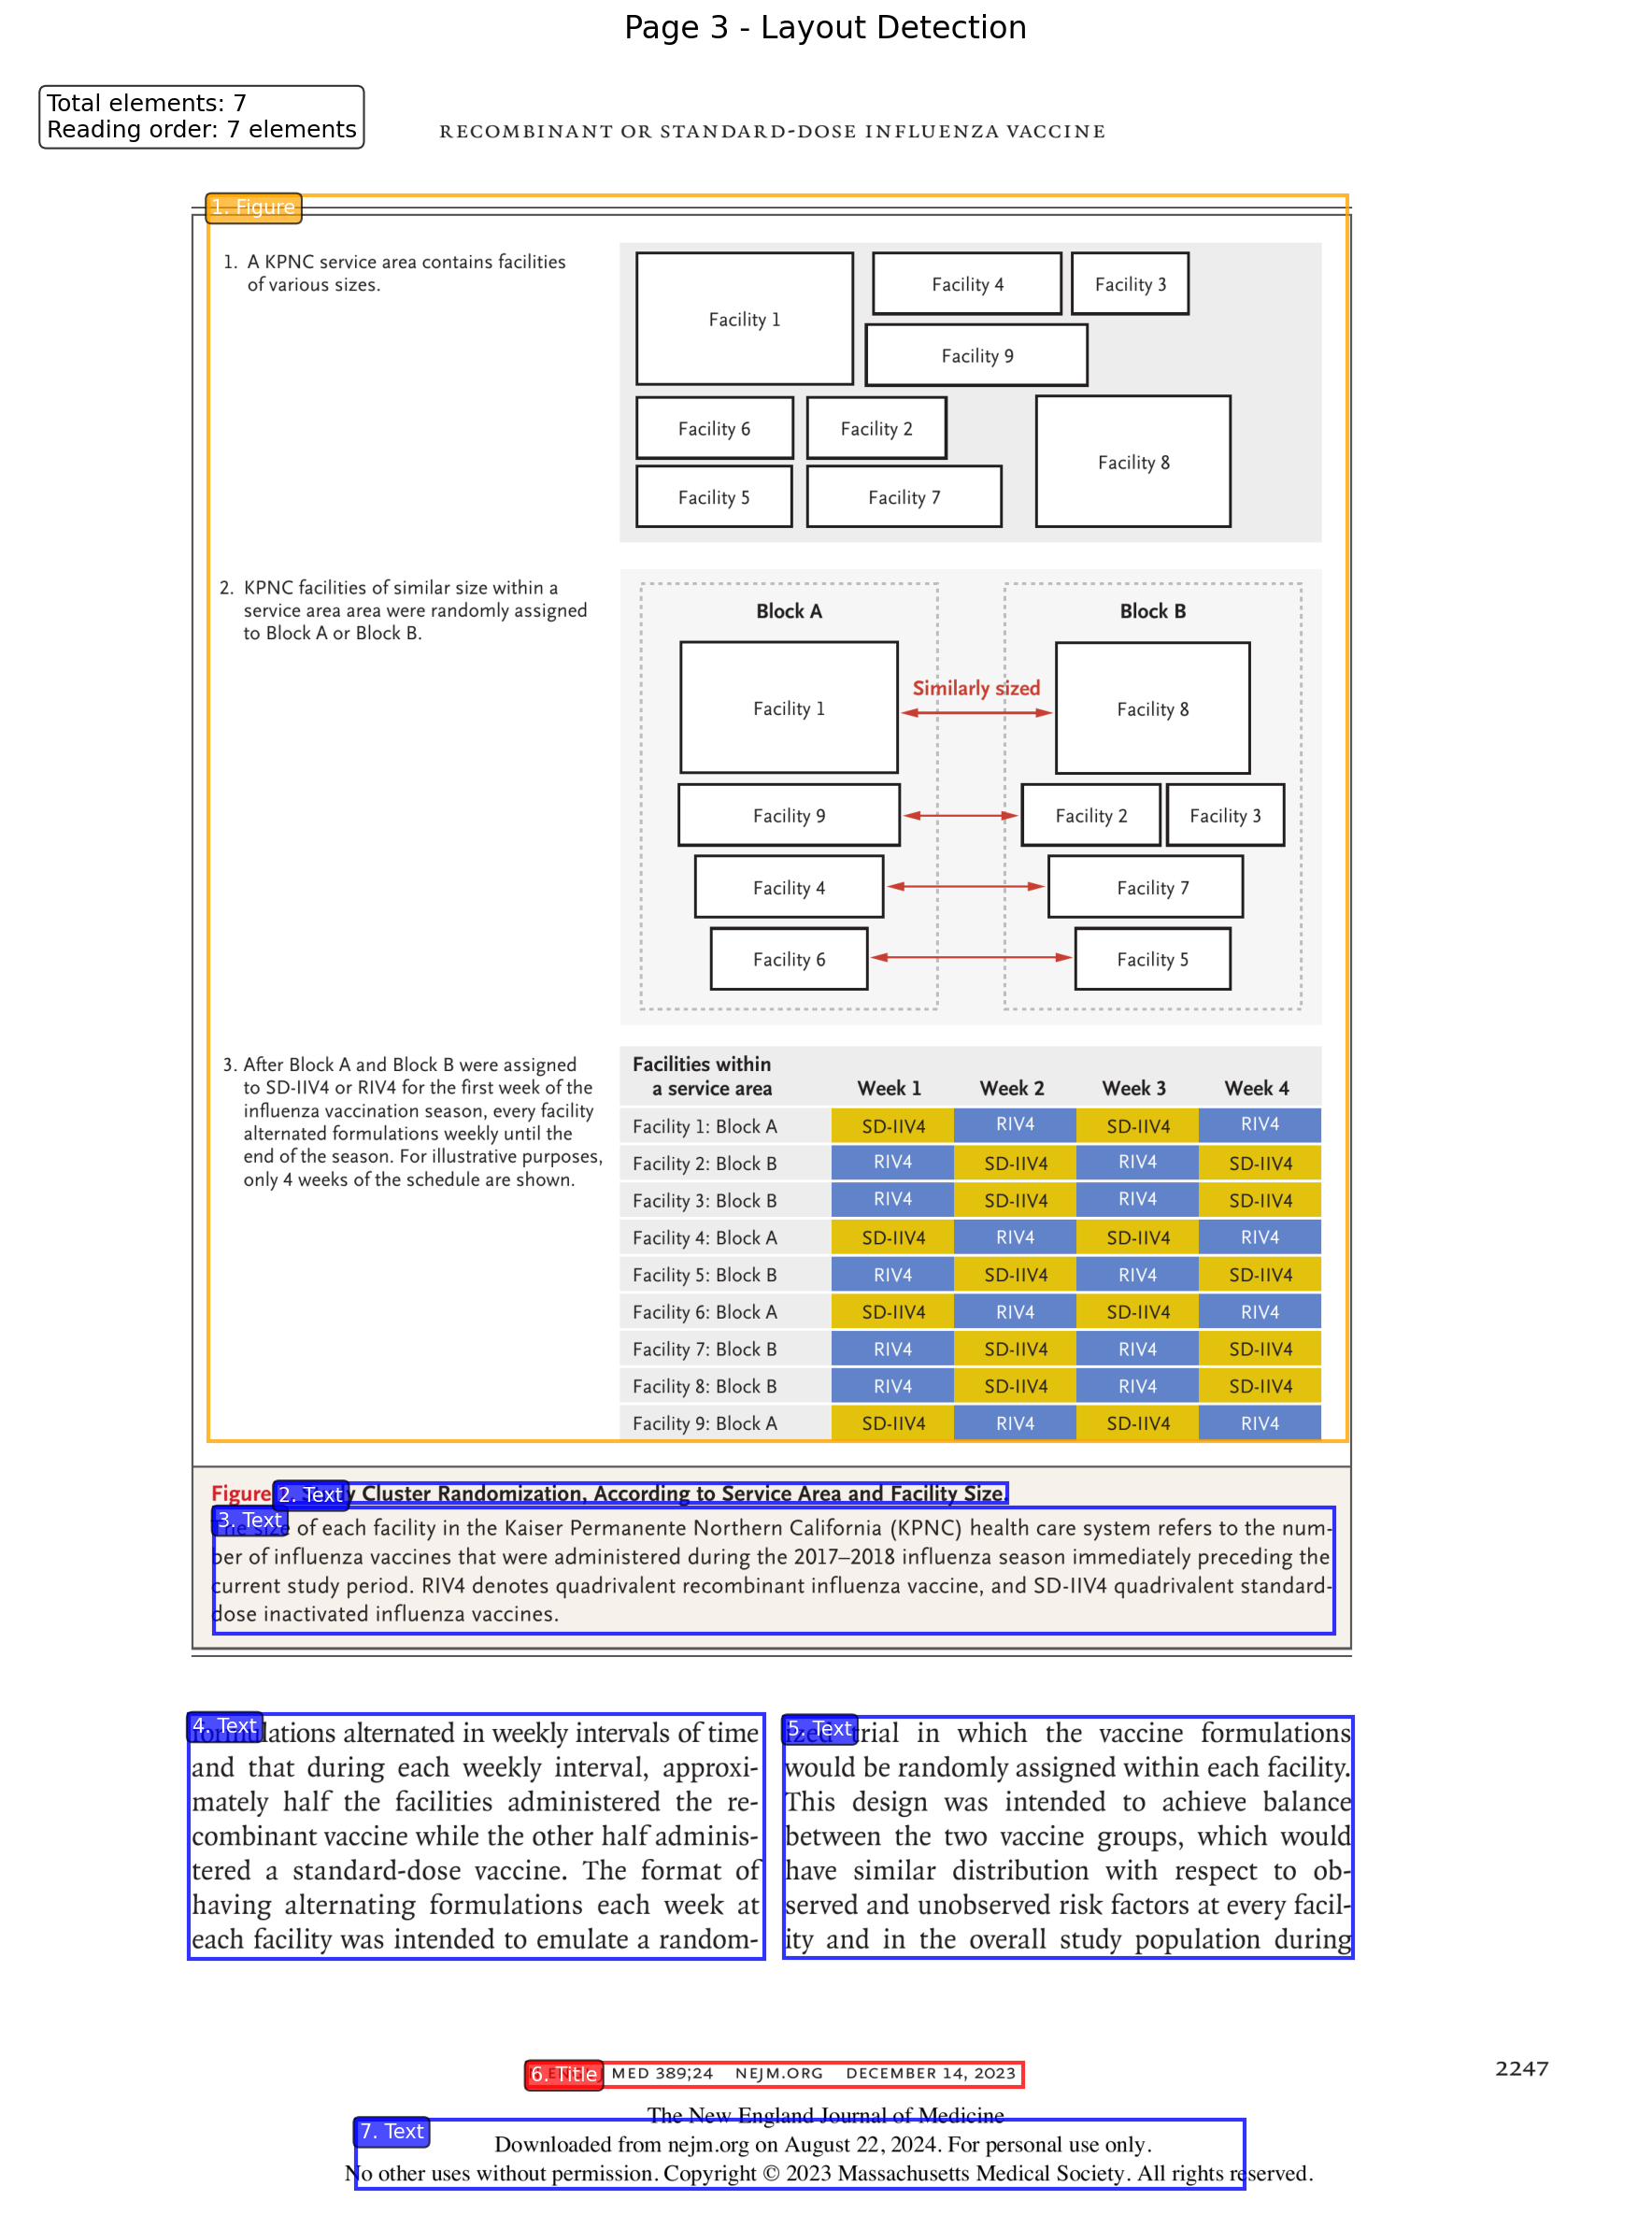 Page 3 - Layout Detection
Total elements: 7
Reading order: 7 elements
RECOMBINANT OR STANDARD-DOSE INFLUENZA VACCINE
1. Figure
1. A KPNC service area contains facilities
of various sizes.
Facility 1
Facility 4
Facility 3
Facility 9
Facility 6
Facility 2
Facility 8
Facility 5
Facility 7
2. KPNC facilities of similar size within a
service area area were randomly assigned
to Block A or Block B.
Block A
Block B
Similarly sized
Facility 1
Facility 8
Facility 9
Facility 2
Facility 3
Facility 4
Facility 7
Facility 6
Facility 5
3. After Block A and Block B were assigned
to SD-IIV4 or RIV4 for the first week of the
influenza vaccination season, every facility
alternated formulations weekly until the
end of the season. For illustrative purposes,
only 4 weeks of the schedule are shown.
Facilities within
a service area Week 1 Week 2 Week 3 Week 4
Facility 1: Block A SD-IIV4 RIV4 SD-IIV4 RIV4
Facility 2: Block B RIV4 SD-IIV4 RIV4 SD-IIV4
Facility 3: Block B RIV4 SD-IIV4 RIV4 SD-IIV4
Facility 4: Block A SD-IIV4 RIV4 SD-IIV4 RIV4
Facility 5: Block B RIV4 SD-IIV4 RIV4 SD-IIV4
Facility 6: Block A SD-IIV4 RIV4 SD-IIV4 RIV4
Facility 7: Block B RIV4 SD-IIV4 RIV4 SD-IIV4
Facility 8: Block B RIV4 SD-IIV4 RIV4 SD-IIV4
Facility 9: Block A SD-IIV4 RIV4 SD-IIV4 RIV4
2. Text
Figure Cluster Randomization, According to Service Area and Facility Size.
3. Text
The size of each facility in the Kaiser Permanente Northern California (KPNC) health care system refers to the num-
ber of influenza vaccines that were administered during the 2017–2018 influenza season immediately preceding the
current study period. RIV4 denotes quadrivalent recombinant influenza vaccine, and SD-IIV4 quadrivalent standard-
dose inactivated influenza vaccines.
4. Text
formulations alternated in weekly intervals of time
and that during each weekly interval, approxi-
mately half the facilities administered the re-
combinant vaccine while the other half adminis-
tered a standard-dose vaccine. The format of
having alternating formulations each week at
each facility was intended to emulate a random-
5. Text
ized trial in which the vaccine formulations
would be randomly assigned within each facility.
This design was intended to achieve balance
between the two vaccine groups, which would
have similar distribution with respect to ob-
served and unobserved risk factors at every facil-
ity and in the overall study population during
6. Title
MED 389;24 NEJM.ORG DECEMBER 14, 2023
2247
The New England Journal of Medicine
7. Text
Downloaded from nejm.org on August 22, 2024. For personal use only.
No other uses without permission. Copyright © 2023 Massachusetts Medical Society. All rights reserved.